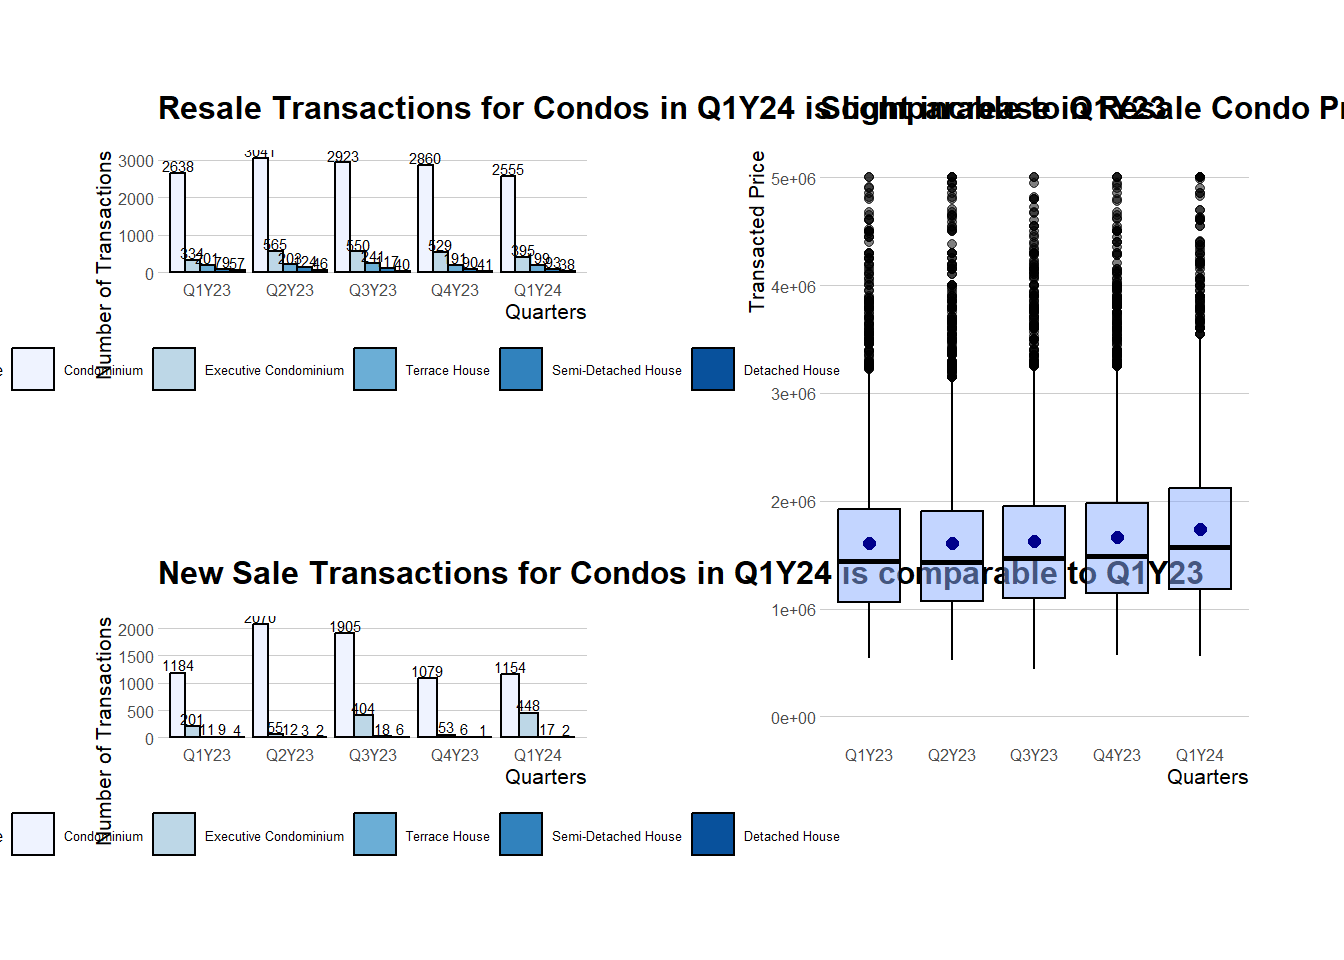 Resale Transactions for Condos in Q1Y24 is comparable to Q1Y23
Number of Transactions
3000
2000
1000
0
2638 334 201 79 57
3041 565 203 124 46
2923 550 241 117 40
2860 529 191 90 41
2555 395 199 93 38
Q1Y23 Q2Y23 Q3Y23 Q4Y23 Q1Y24
Quarters
e Condominium Executive Condominium Terrace House Semi-Detached House Detached House
New Sale Transactions for Condos in Q1Y24 is comparable to Q1Y23
Number of Transactions
2000
1500
1000
500
0
1184 201 11 9 4
2070 55 12 3 2
1905 404 18 6
1079 53 6 1
1154 448 17 2
Q1Y23 Q2Y23 Q3Y23 Q4Y23 Q1Y24
Quarters
e Condominium Executive Condominium Terrace House Semi-Detached House Detached House
Slight increase in Resale Condo Pr
Transacted Price
5e+06
4e+06
3e+06
2e+06
1e+06
0e+00
Q1Y23 Q2Y23 Q3Y23 Q4Y23 Q1Y24
Quarters